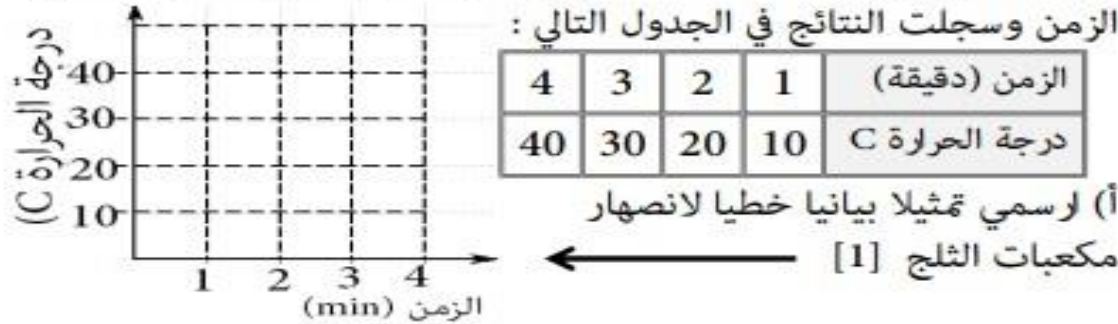 الزمن وسجلت النتائج في الجدول التالي :
الزمن (دقيقة) 1 2 3 4
درجة الحرارة C 10 20 30 40
أ) ارسمي تمثيلا بيانيا خطيا لانصهار
مكعبات الثلج [1]
درجة الحرارة C)
40
30
20
10
1 2 3 4
الزمن (min)